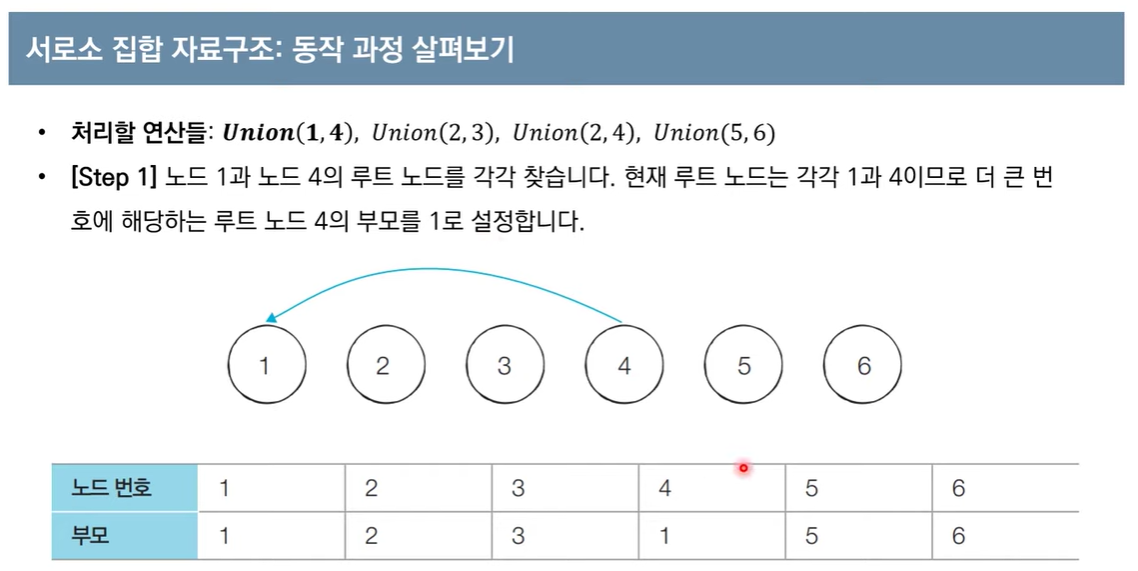 서로소 집합 자료구조: 동작 과정 살펴보기
• 처리할 연산들: Union(1,4), Union(2,3), Union(2,4), Union(5,6)
• [Step 1] 노드 1과 노드 4의 루트 노드를 각각 찾습니다. 현재 루트 노드는 각각 1과 4이므로 더 큰 번
호에 해당하는 루트 노드 4의 부모를 1로 설정합니다.
1 2 3 4 5 6
노드 번호 1 2 3 4 5 6
부모 1 2 3 1 5 6